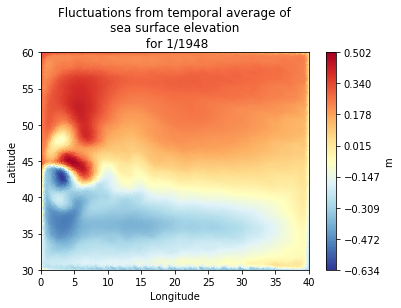 Fluctuations from temporal average of
sea surface elevation
for 1/1948
60
55
50
45
40
35
30
0 5 10 15 20 25 30 35 40
Latitude
Longitude
0.502
0.340
0.178
0.015
−0.147
−0.309
−0.472
−0.634
m